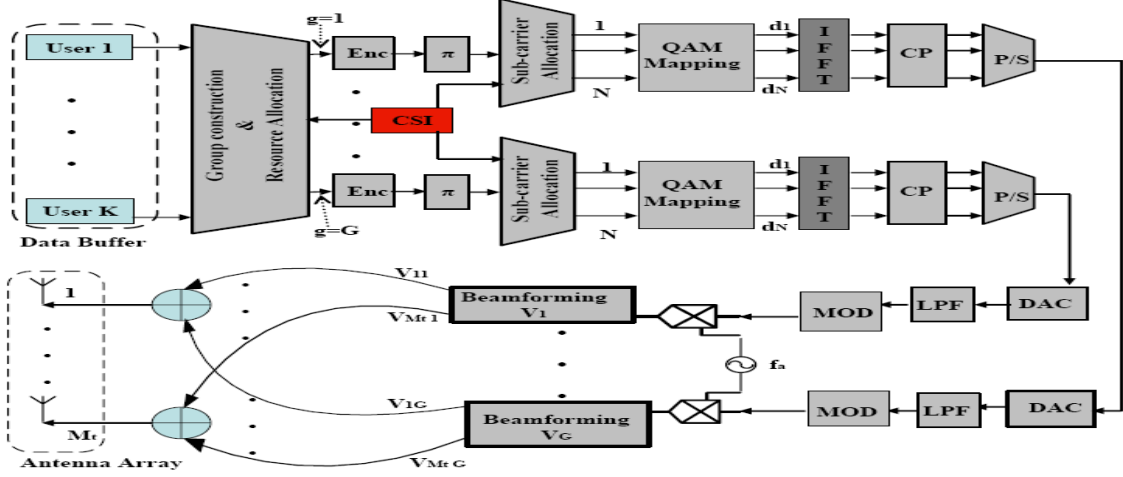 g=1
User 1
Enc
π
Sub-carrier
Allocation
1
N
QAM
Mapping
d1
dN
I
F
F
T
CP
P/S
Group construction
&
Resource Allocation
CSI
User K
Data Buffer
g=G
Enc
π
Sub-carrier
Allocation
1
N
QAM
Mapping
d1
dN
I
F
F
T
CP
P/S
1
V11
VMt 1
Beamforming
V1
MOD
LPF
DAC
fa
Mt
V1G
VMt G
Beamforming
VG
MOD
LPF
DAC
Antenna Array